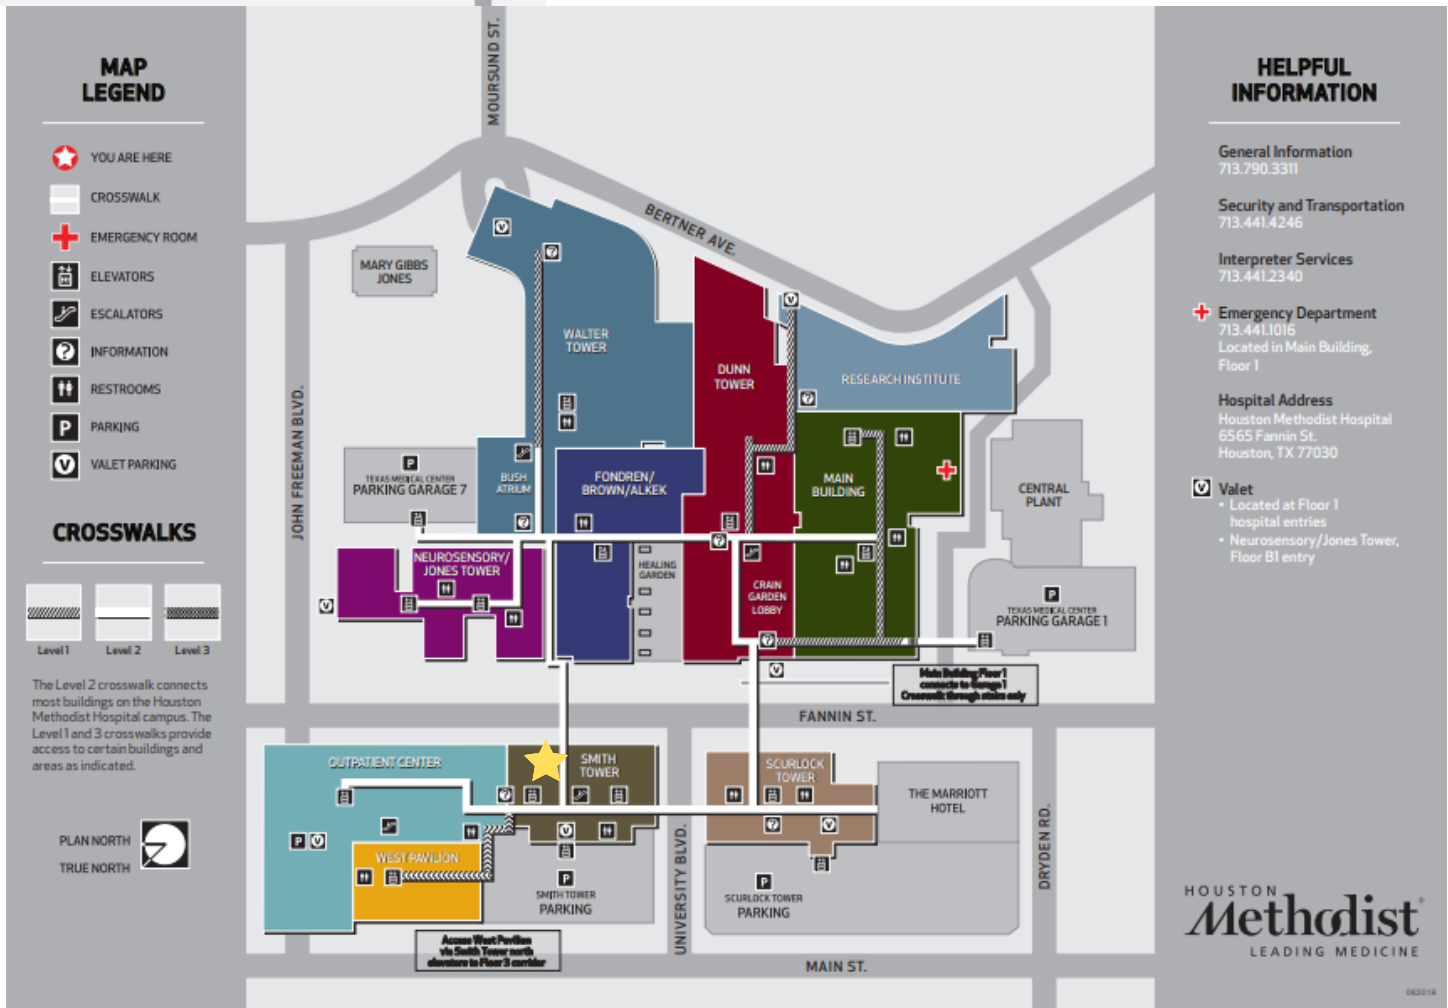 MAP
LEGEND
YOU ARE HERE
CROSSWALK
EMERGENCY ROOM
ELEVATORS
ESCALATORS
INFORMATION
RESTROOMS
P
PARKING
V
VALET PARKING
CROSSWALKS
Level 1
Level 2
Level 3
The Level 2 crosswalk connects
most buildings on the Houston
Methodist Hospital campus. The
Level 1 and 3 crosswalks provide
access to certain buildings and
areas as indicated.
PLAN NORTH
TRUE NORTH
MOURSUND ST.
BERTNER AVE.
JOHN FREEMAN BLVD.
MARY GIBBS
JONES
WALTER
TOWER
DUNN
TOWER
RESEARCH INSTITUTE
P
TEXAS MEDICAL CENTER
PARKING GARAGE 7
BUSH
ATRIUM
FONDREN/
BROWN/ALKEK
MAIN
BUILDING
CENTRAL
PLANT
NEUROSENSORY/
JONES TOWER
HEALING
GARDEN
CRAIN
GARDEN
LOBBY
P
TEXAS MEDICAL CENTER
PARKING GARAGE 1
Main Building Floor 1
connects to Garage 1
Crosswalk through stairs only
FANNIN ST.
OUTPATIENT CENTER
SMITH
TOWER
SCURLOCK
TOWER
THE MARRIOTT
HOTEL
P V
WEST PAVILION
P
SMITH TOWER
PARKING
P
SCURLOCK TOWER
PARKING
UNIVERSITY BLVD.
DRYDEN RD.
Access West Pavilion
via Smith Tower north
elevators to Floor 3 corridor
MAIN ST.
HELPFUL
INFORMATION
General Information
713.790.3311
Security and Transportation
713.441.4246
Interpreter Services
713.441.2340
Emergency Department
713.441.1016
Located in Main Building,
Floor 1
Hospital Address
Houston Methodist Hospital
6565 Fannin St.
Houston, TX 77030
V Valet
• Located at Floor 1
hospital entries
• Neurosensory/Jones Tower,
Floor B1 entry
HOUSTON
Methodist
LEADING MEDICINE